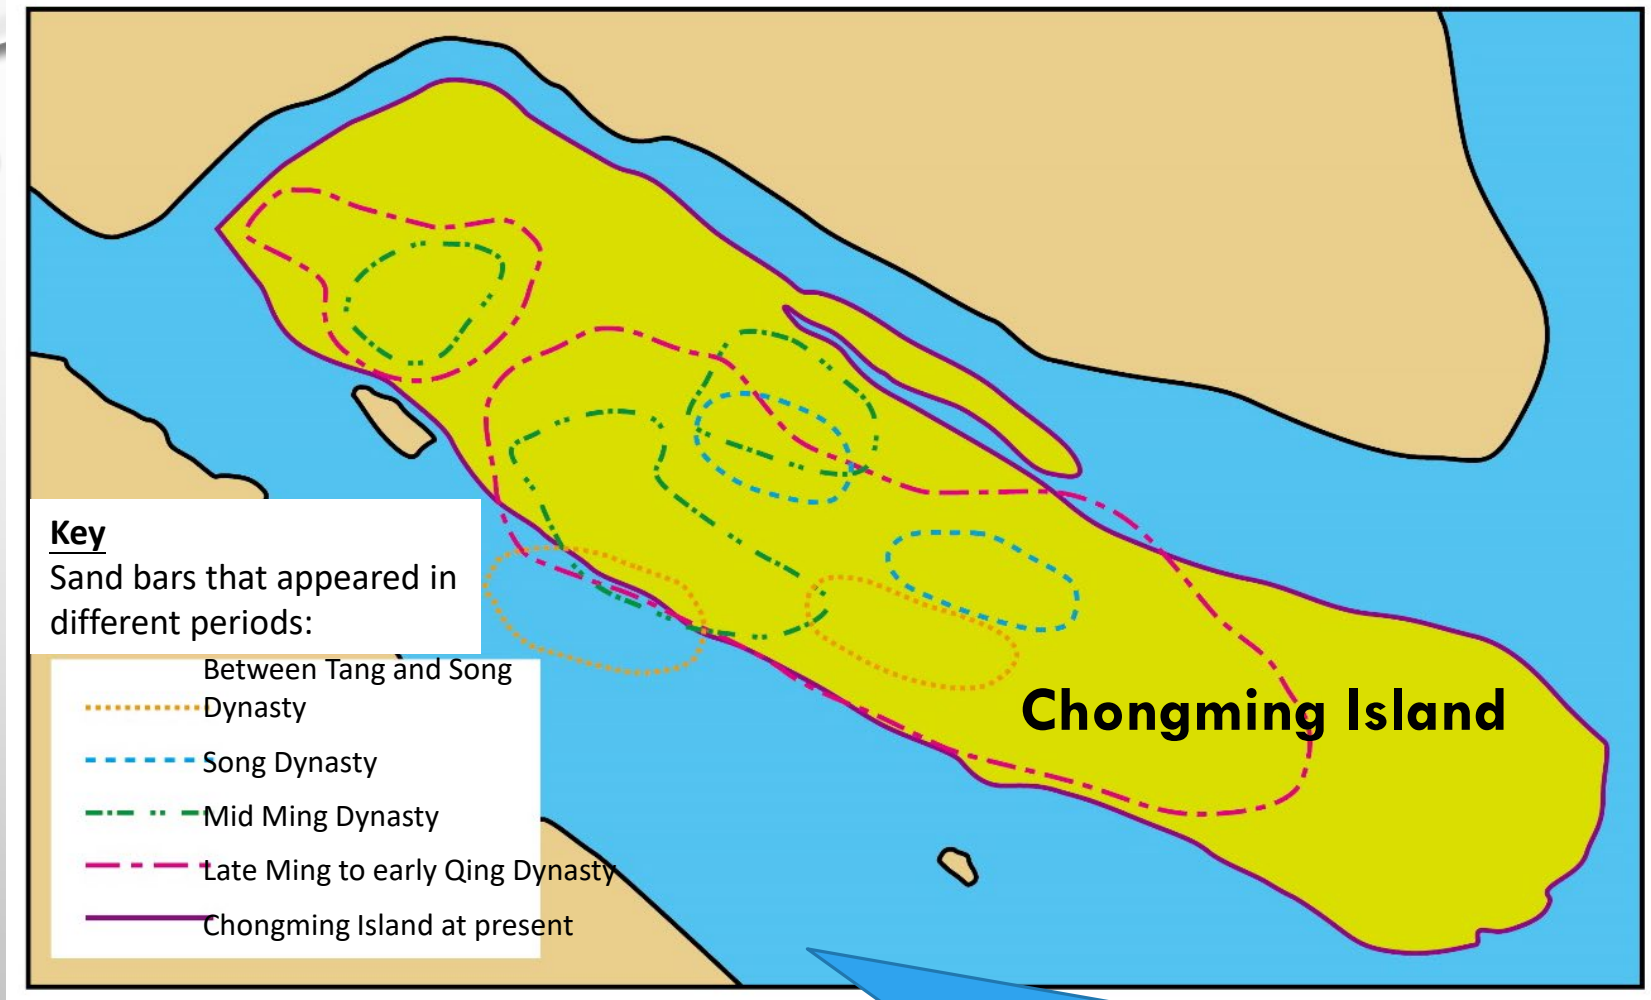 Key
Sand bars that appeared in
different periods:
Between Tang and Song
Dynasty
Song Dynasty
Mid Ming Dynasty
Late Ming to early Qing Dynasty
Chongming Island at present
Chongming Island